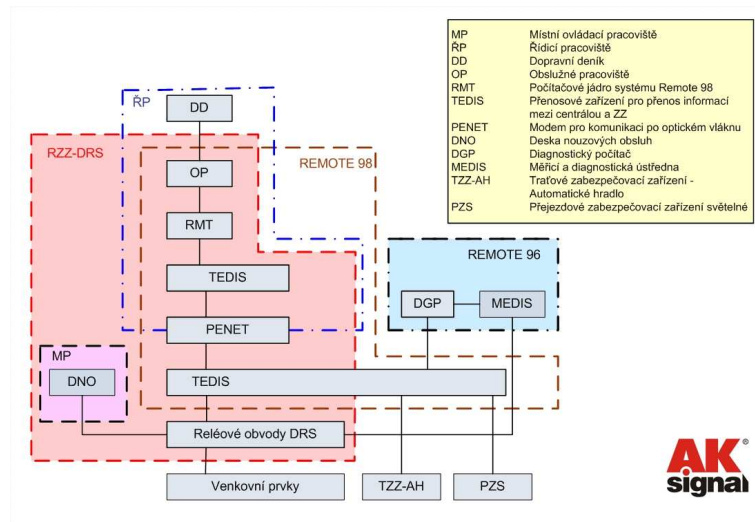 MP Místní ovládací pracoviště
ŘP Řídicí pracoviště
DD Dopravní deník
OP Obslužné pracoviště
RMT Počítačové jádro systému Remote 98
TEDIS Přenosové zařízení pro přenos informací
mezi centrálou a ZZ
PENET Modem pro komunikaci po optickém vláknu
DNO Deska nouzových obsluh
DGP Diagnostický počítač
MEDIS Měřicí a diagnostická ústředna
TZZ-AH Traťové zabezpečovací zařízení -
Automatické hradlo
PZS Přejezdové zabezpečovací zařízení světelné
ŘP
DD
RZZ-DRS
REMOTE 98
OP
RMT
REMOTE 96
TEDIS
DGP
MEDIS
PENET
MP
DNO
TEDIS
Reléové obvody DRS
Venkovní prvky
TZZ-AH
PZS
AK
signal
®